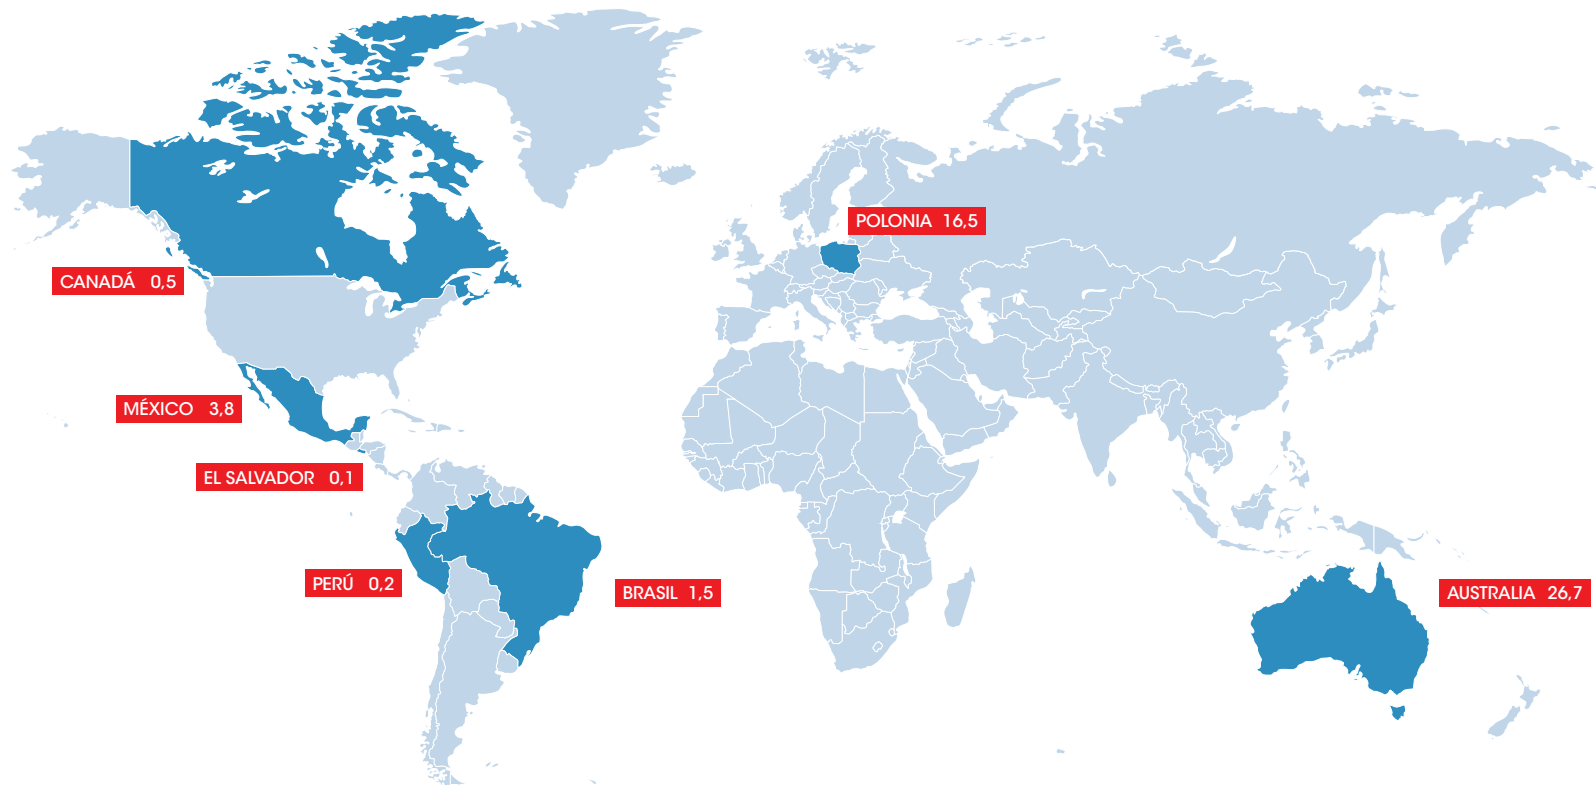 POLONIA 16,5
CANADÁ 0,5
MÉXICO 3,8
EL SALVADOR 0,1
PERÚ 0,2
BRASIL 1,5
AUSTRALIA 26,7